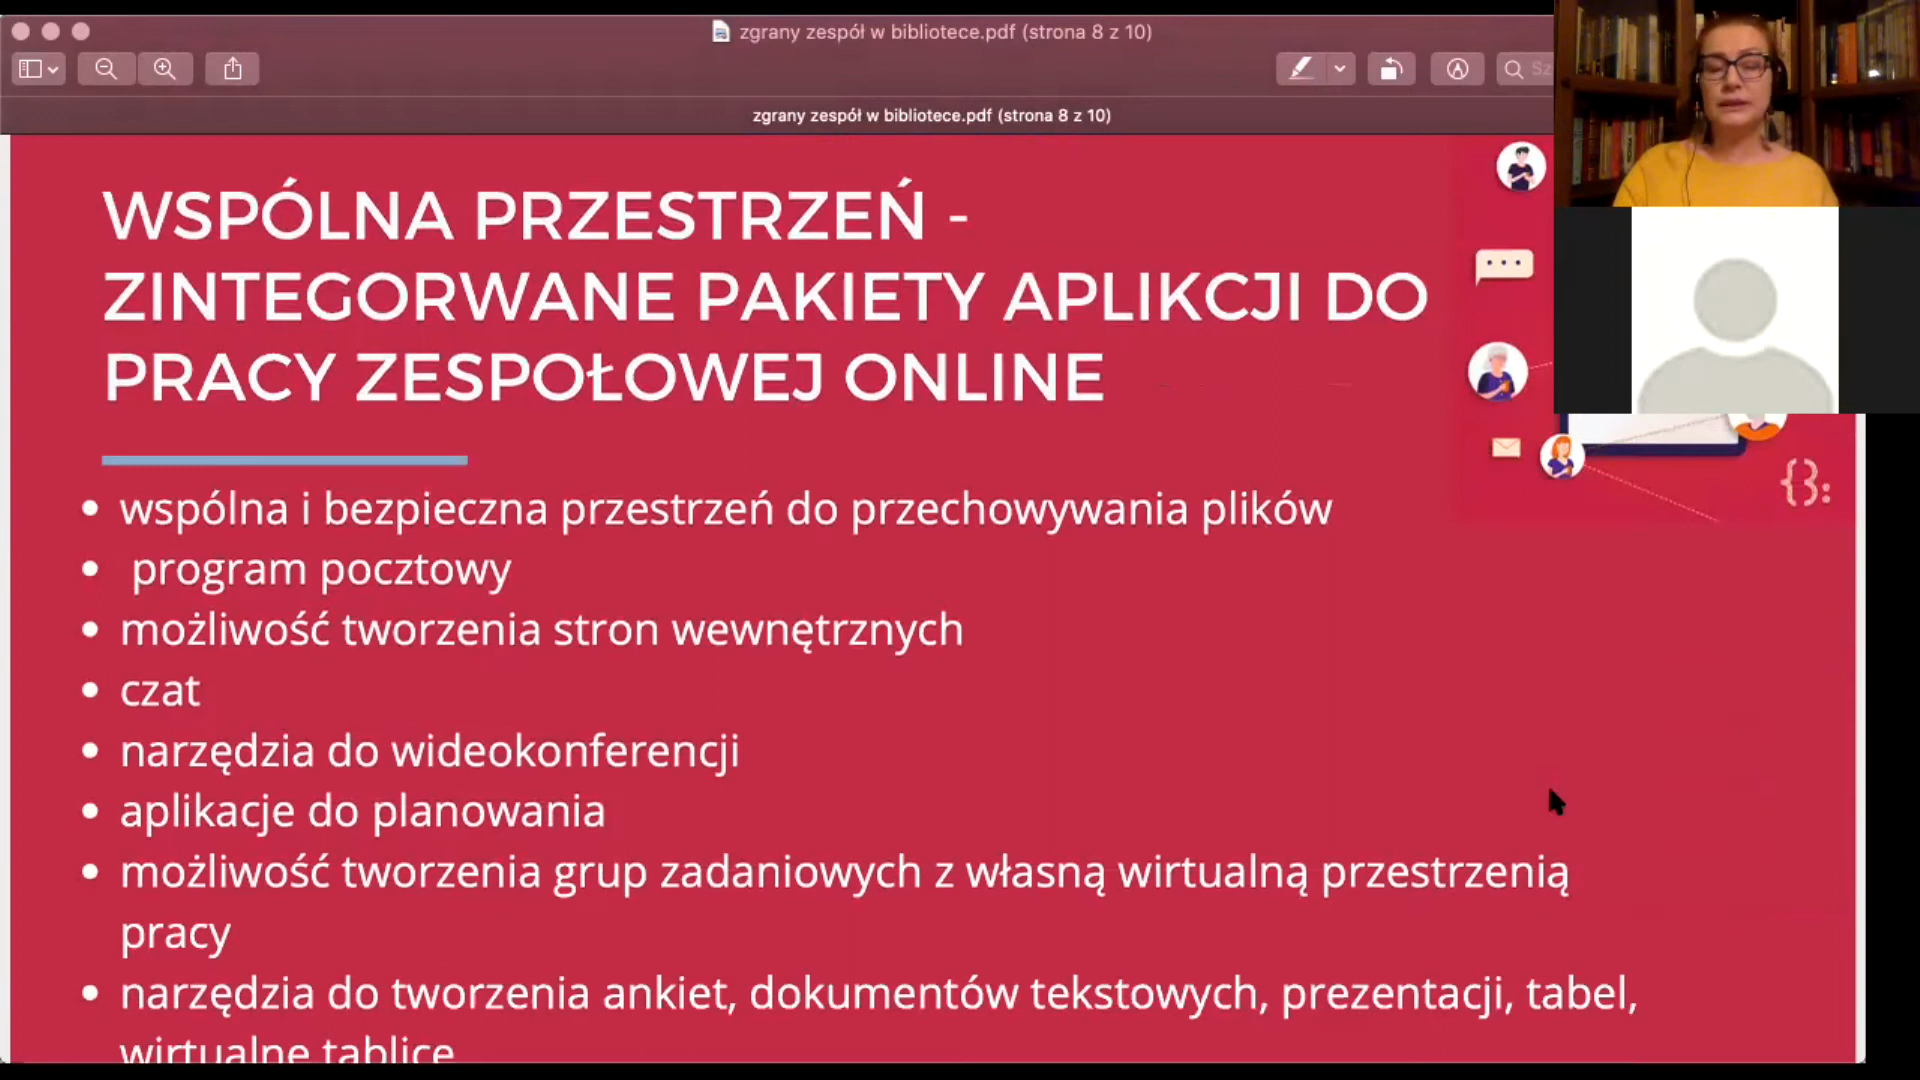 zgrany zespół w bibliotece.pdf (strona 8 z 10)
Sz
zgrany zespół w bibliotece.pdf (strona 8 z 10)
WSPÓLNA PRZESTRZEŃ -
ZINTEGORWANE PAKIETY APLIKCJI DO
PRACY ZESPOŁOWEJ ONLINE
• wspólna i bezpieczna przestrzeń do przechowywania plików
• program pocztowy
• możliwość tworzenia stron wewnętrznych
• czat
• narzędzia do wideokonferencji
• aplikacje do planowania
• możliwość tworzenia grup zadaniowych z własną wirtualną przestrzenią
pracy
• narzędzia do tworzenia ankiet, dokumentów tekstowych, prezentacji, tabel,
wirtualne tablice